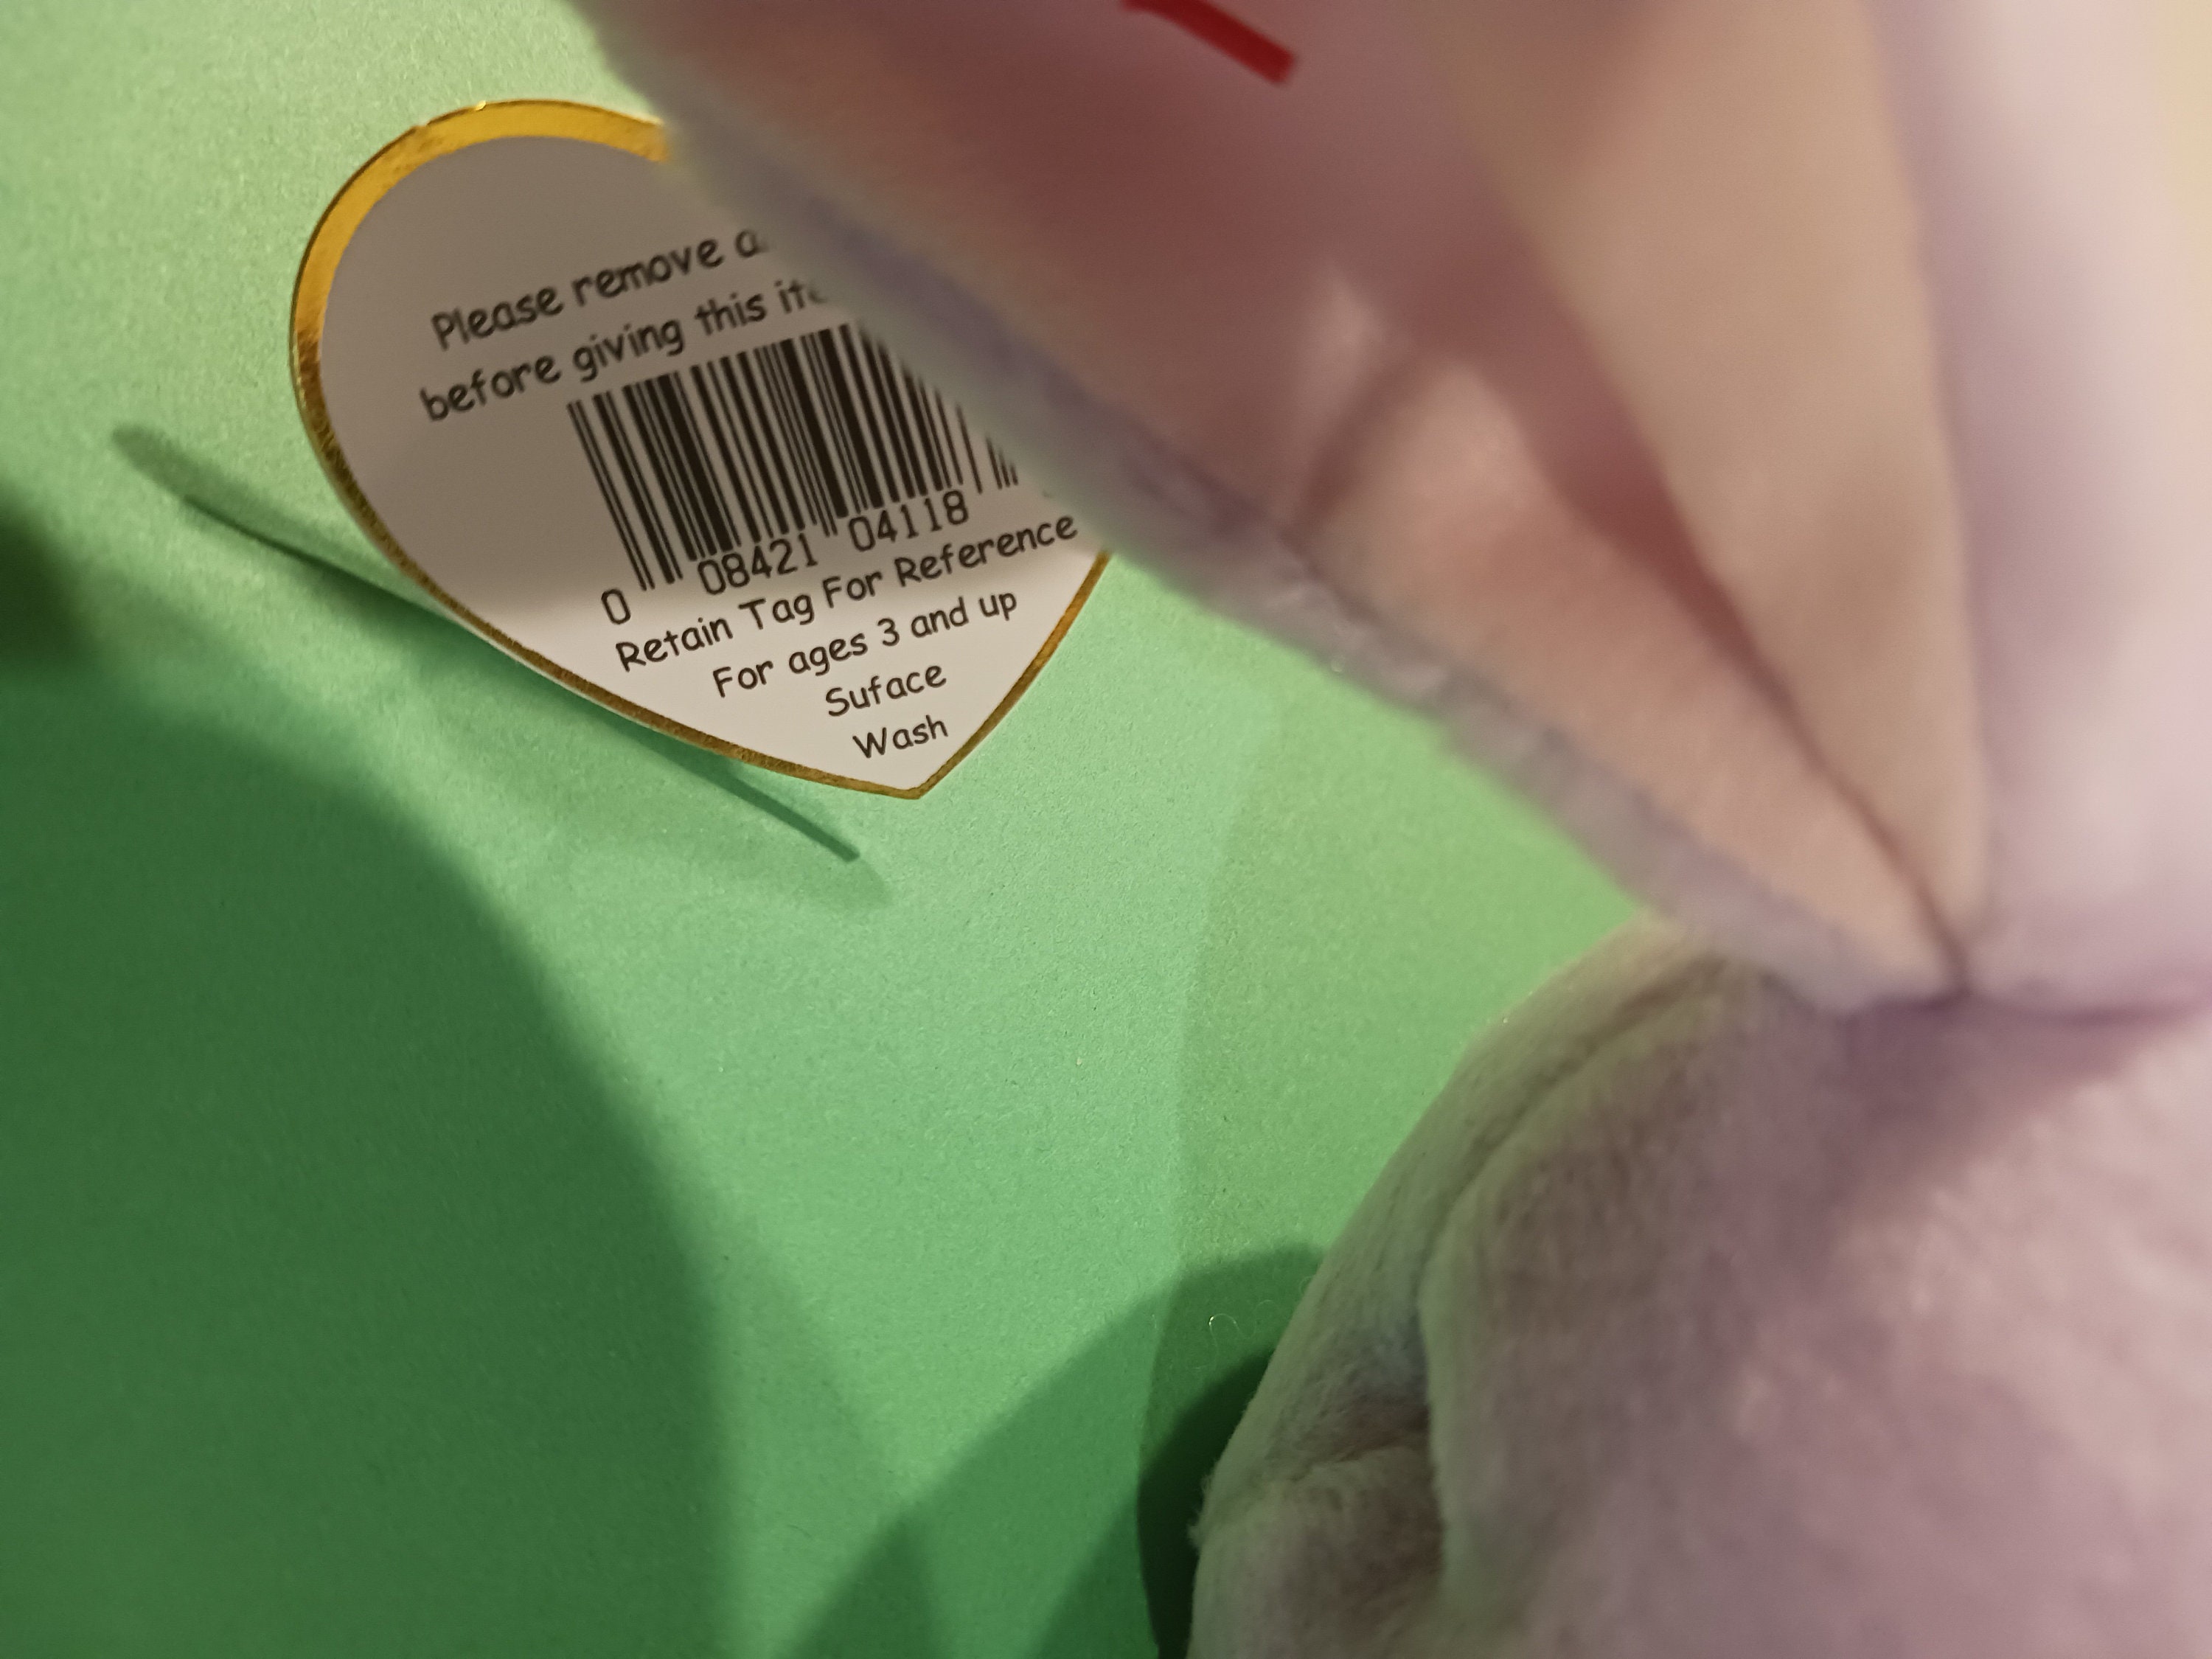 Please remove
before giving this
0 08421 04118
Retain Tag For Reference
For ages 3 and up
Suface
Wash